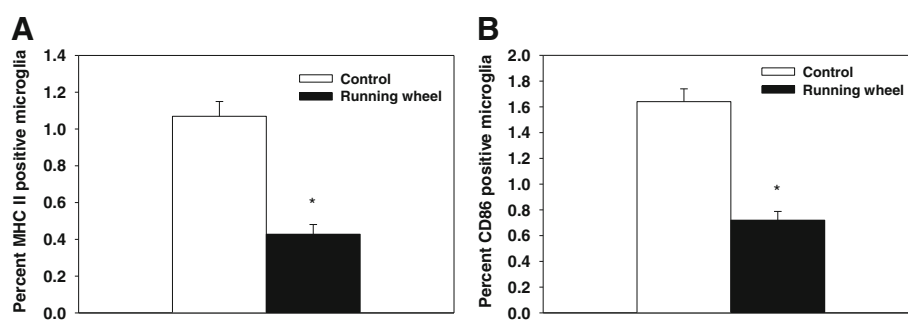 A
Percent MHC II positive microglia
1.4
1.2
1.0
0.8
0.6
0.4
0.2
0.0
Control
Running wheel
*
B
Percent CD86 positive microglia
2.0
1.8
1.6
1.4
1.2
1.0
0.8
0.6
0.4
0.2
0.0
Control
Running wheel
*